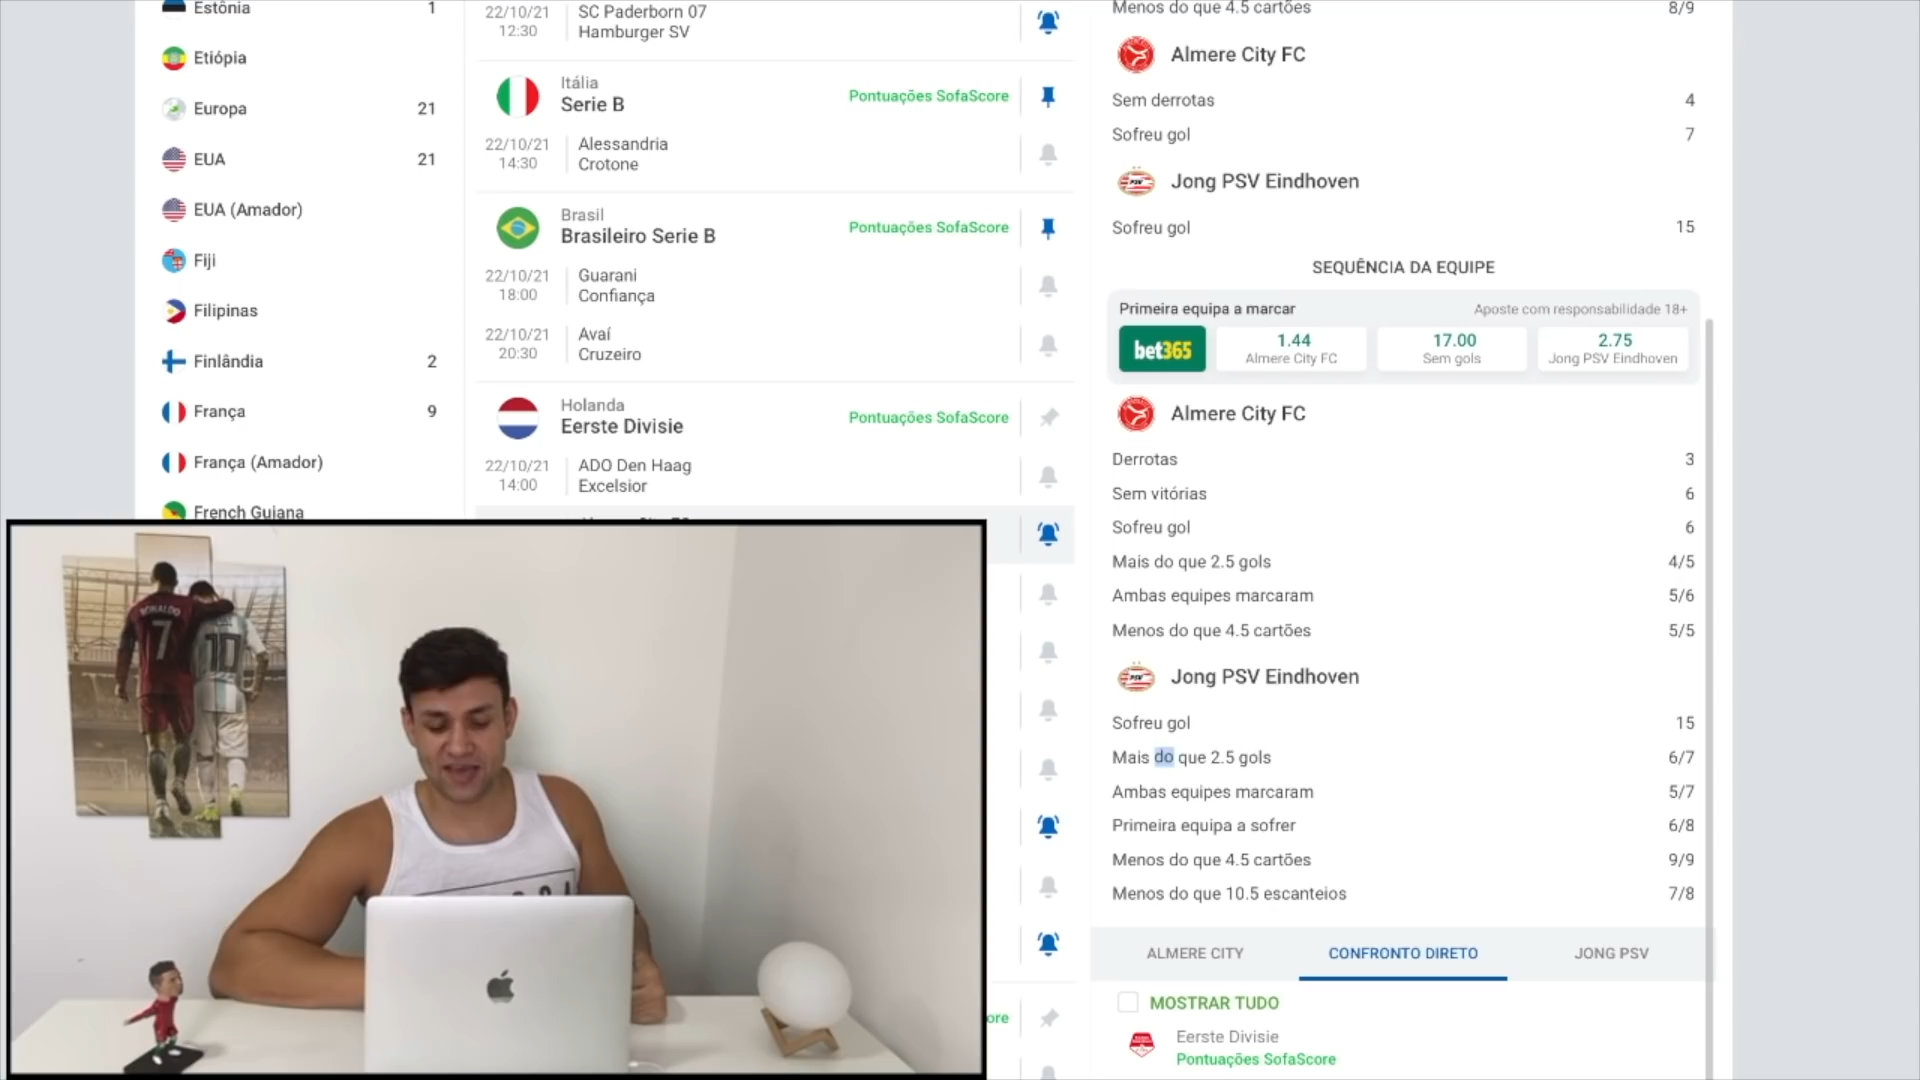 Estônia 1
Etiópia
Europa 21
EUA 21
EUA (Amador)
Fiji
Filipinas
Finlândia 2
França 9
França (Amador)
French Guiana
22/10/21 SC Paderborn 07
12:30 Hamburger SV
Itália
Serie B Pontuações SofaScore
22/10/21 Alessandria
14:30 Crotone
Brasil
Brasileiro Serie B Pontuações SofaScore
22/10/21 Guarani
18:00 Confiança
22/10/21 Avaí
20:30 Cruzeiro
Holanda
Eerste Divisie Pontuações SofaScore
22/10/21 ADO Den Haag
14:00 Excelsior
ore
RONALDO
7
10
Menos do que 4.5 cartões 8/9
Almere City FC
Sem derrotas 4
Sofreu gol 7
Jong PSV Eindhoven
Sofreu gol 15
SEQUÊNCIA DA EQUIPE
Primeira equipa a marcar Aposte com responsabilidade 18+
bet365 1.44 17.00 2.75
Almere City FC Sem gols Jong PSV Eindhoven
Almere City FC
Derrotas 3
Sem vitórias 6
Sofreu gol 6
Mais do que 2.5 gols 4/5
Ambas equipes marcaram 5/6
Menos do que 4.5 cartões 5/5
PSV Jong PSV Eindhoven
Sofreu gol 15
Mais do que 2.5 gols 6/7
Ambas equipes marcaram 5/7
Primeira equipa a sofrer 6/8
Menos do que 4.5 cartões 9/9
Menos do que 10.5 escanteios 7/8
ALMERE CITY CONFRONTO DIRETO JONG PSV
MOSTRAR TUDO
Eerste Divisie
Pontuações SofaScore